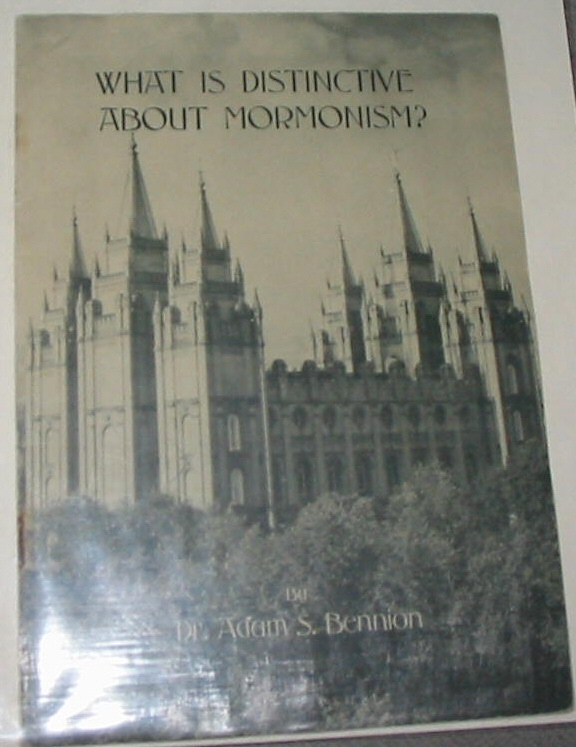 WHAT IS DISTINCTIVE
ABOUT MORMONISM?
By
Dr. Adam S. Bennion